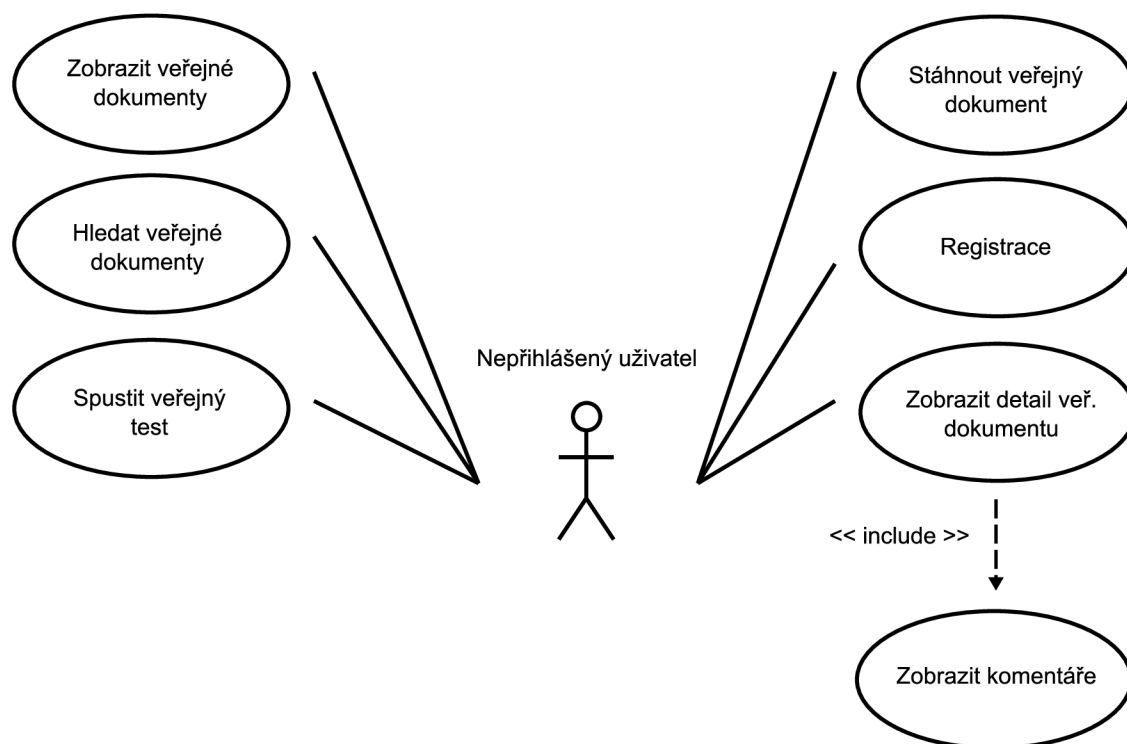 Zobrazit veřejné
dokumenty
Hledat veřejné
dokumenty
Spustit veřejný
test
Nepřihlášený uživatel
Stáhnout veřejný
dokument
Registrace
Zobrazit detail veř.
dokumentu
<< include >>
Zobrazit komentáře